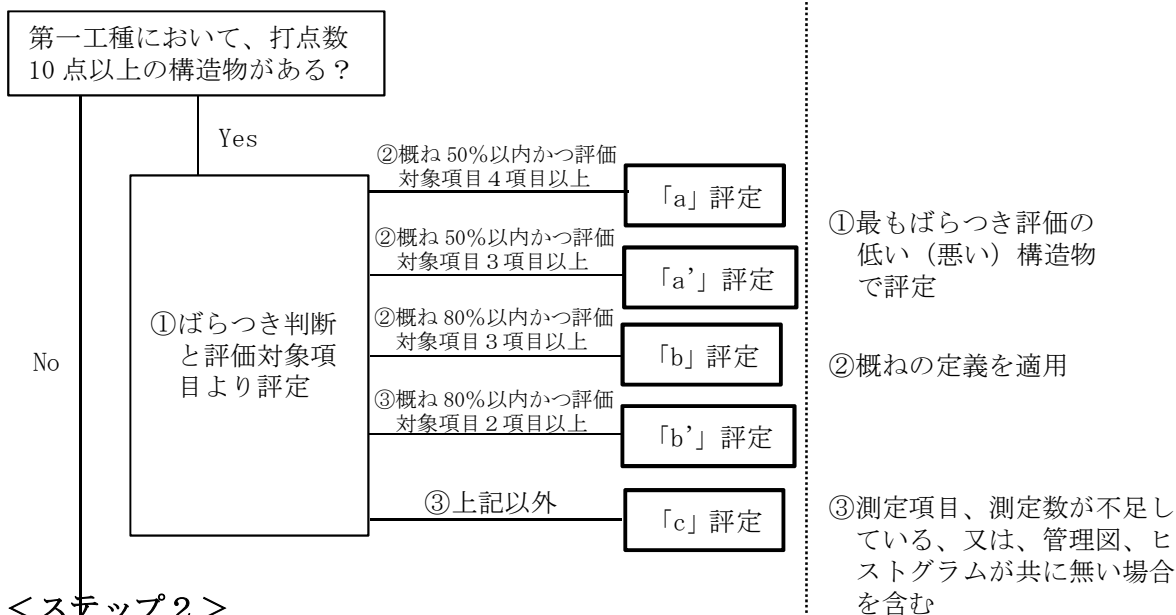 第一工種において、打点数
10 点以上の構造物がある？
Yes
No
①ばらつき判断
と評価対象項
目より評定
②概ね 50%以内かつ評価
対象項目４項目以上
「a」評定
②概ね 50%以内かつ評価
対象項目３項目以上
「a’」評定
②概ね 80%以内かつ評価
対象項目３項目以上
「b」評定
③概ね 80%以内かつ評価
対象項目２項目以上
「b’」評定
③上記以外
「c」評定
①最もばらつき評価の
低い（悪い）構造物
で評定
②概ねの定義を適用
③測定項目、測定数が不足し
ている、又は、管理図、ヒ
ストグラムが共に無い場合
を含む
＜ステップ２＞